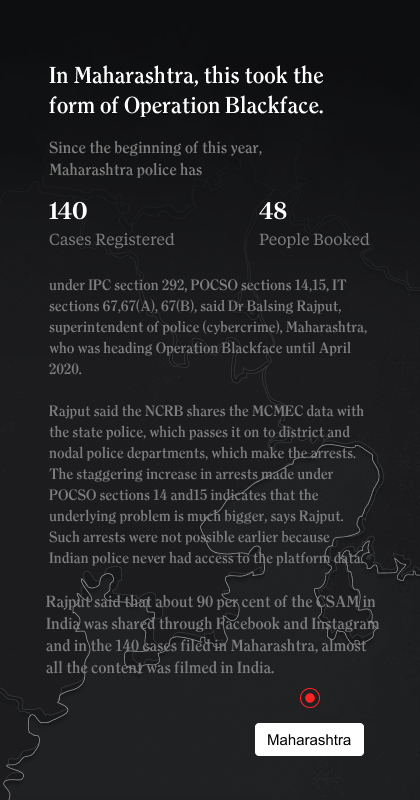 In Maharashtra, this took the
form of Operation Blackface.
Since the beginning of this year,
Maharashtra police has
140
Cases Registered
48
People Booked
under IPC section 292, POCSO sections 14,15, IT
sections 67,67(A), 67(B), said Dr Balsing Rajput,
superintendent of police (cybercrime), Maharashtra,
who was heading Operation Blackface until April
2020.
Rajput said the NCRB shares the MCMEC data with
the state police, which passes it on to district and
nodal police departments, which make the arrests.
The staggering increase in arrests made under
POCSO sections 14 and15 indicates that the
underlying problem is much bigger, says Rajput.
Such arrests were not possible earlier because
Indian police never had access to the platform data.
Rajput said that about 90 per cent of the CSAM in
India was shared through Facebook and Instagram
and in the 140 cases filed in Maharashtra, almost
all the content was filmed in India.
Maharashtra